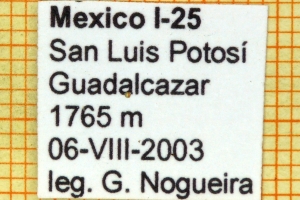 Mexico I-25
San Luis Potosí
Guadalcazar
1765 m
06-VIII-2003
leg. G. Nogueira